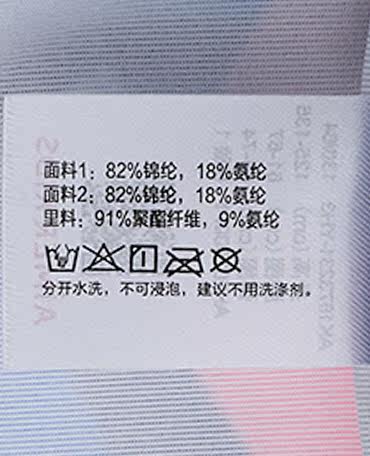 面料1：82%锦纶，18%氨纶
面料2：82%锦纶，18%氨纶
里料：91%聚酯纤维，9%氨纶
分开水洗，不可浸泡，建议不用洗涤剂。